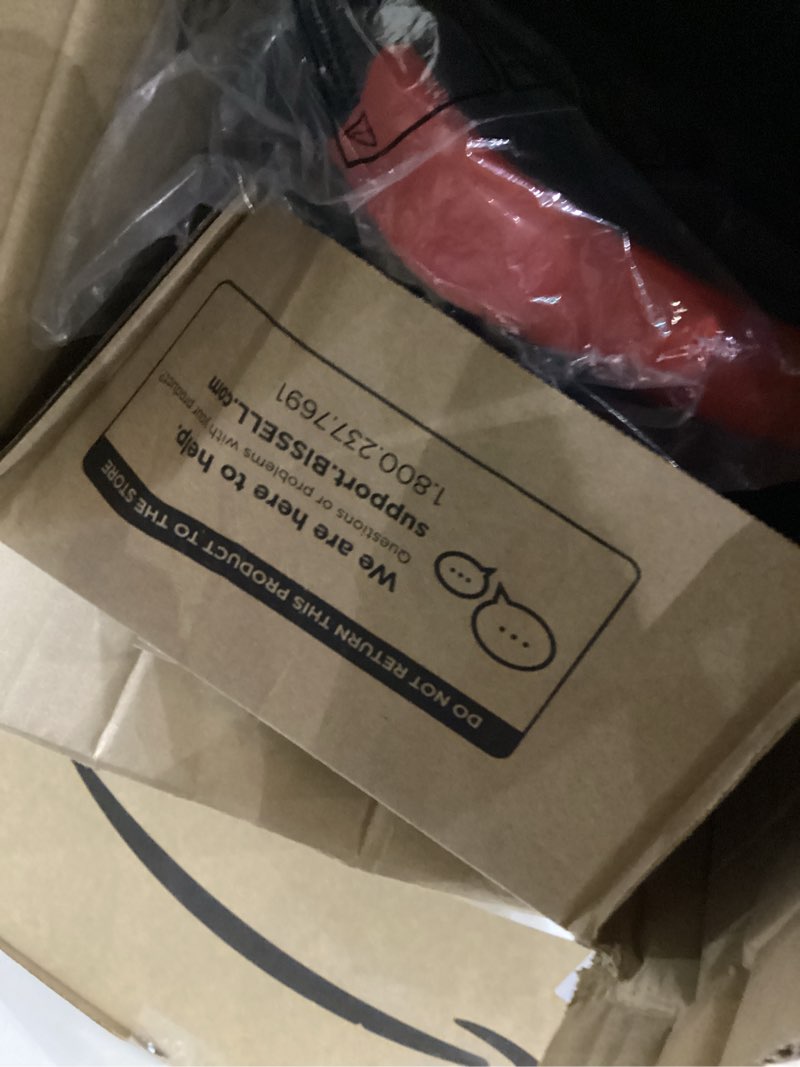 DO NOT RETURN THIS PRODUCT TO THE STORE
We are here to help.
Questions or problems with your product?
support.BISSELL.com
1.800.237.7691